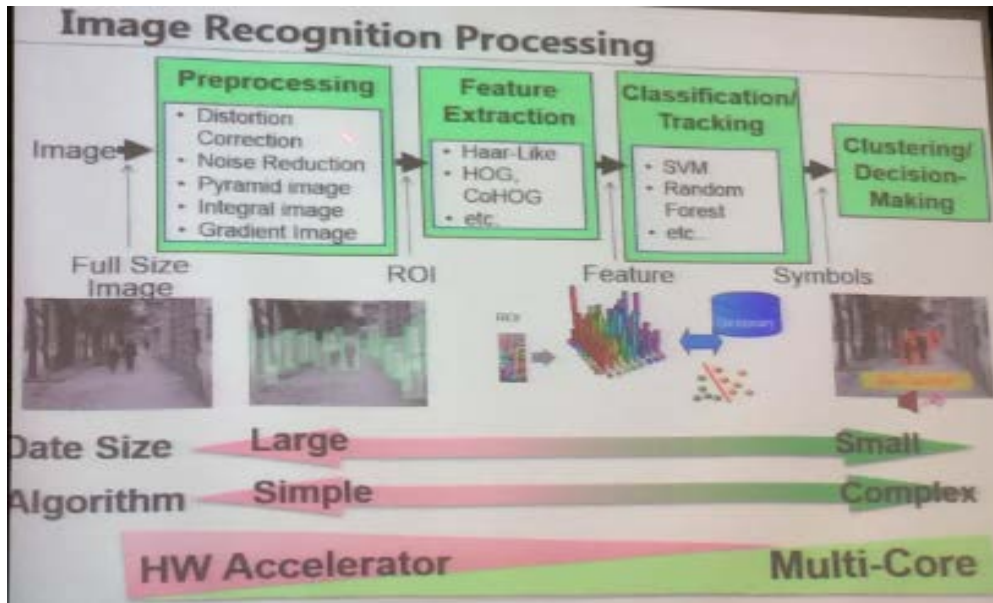 Image Recognition Processing
Preprocessing
• Distortion
Correction
• Noise Reduction
• Pyramid image
• Integral image
• Gradient Image
Feature
Extraction
• Haar-Like
• HOG,
CoHOG
• etc.
Classification/
Tracking
• SVM
• Random
Forest
• etc..
Clustering/
Decision-
Making
Image
Full Size
Image
ROI
Feature
Symbols
ROI
Date Size
Large
Small
Algorithm
Simple
Complex
HW Accelerator
Multi-Core